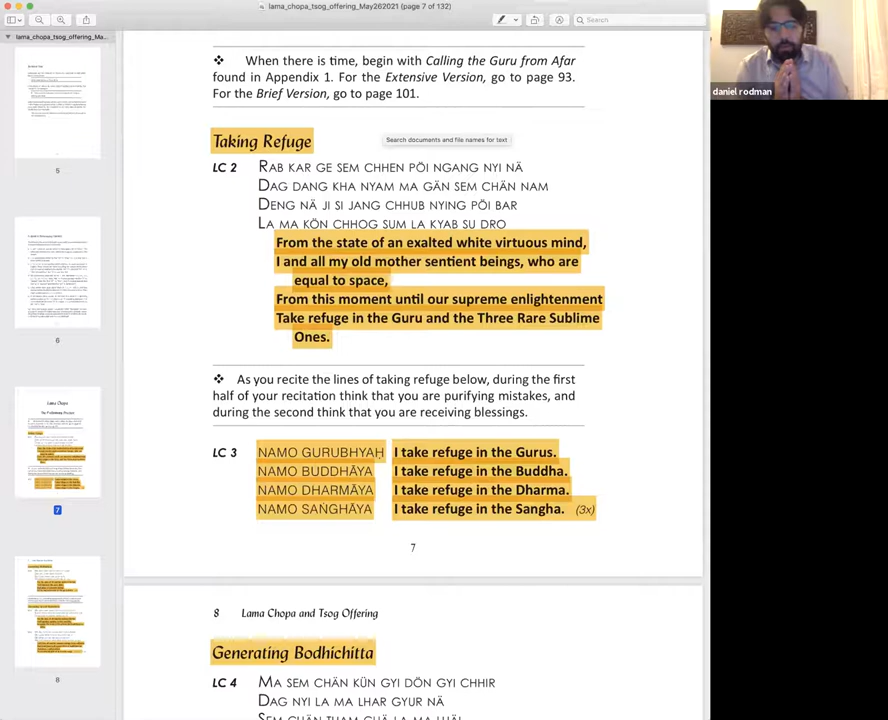 lama_chopa_tsog_offering_May262021 (page 7 of 132)
Search
lama_chopa_tsog_offering_Ma...
daniel rodman
❖ When there is time, begin with Calling the Guru from Afar
found in Appendix 1. For the Extensive Version, go to page 93.
For the Brief Version, go to page 101.
Taking Refuge
Search documents and file names for text
LC 2 RAB KAR GE SEM CHHEN PÖI NGANG NYI NÄ
DAG DANG KHA NYAM MA GÄN SEM CHÄN NAM
DENG NÄ JI SI JANG CHHUB NYING PÖI BAR
LA MA KÖN CHHOG SUM LA KYAB SU DRO
From the state of an exalted white virtuous mind,
I and all my old mother sentient beings, who are
equal to space,
From this moment until our supreme enlightenment
Take refuge in the Guru and the Three Rare Sublime
Ones.
❖ As you recite the lines of taking refuge below, during the first
half of your recitation think that you are purifying mistakes, and
during the second think that you are receiving blessings.
LC 3 NAMO GURUBHYAḤ I take refuge in the Gurus.
NAMO BUDDHĀYA I take refuge in the Buddha.
NAMO DHARMĀYA I take refuge in the Dharma.
NAMO SAṄGHĀYA I take refuge in the Sangha. (3x)
7
8 Lama Chopa and Tsog Offering
Generating Bodhichitta
LC 4 MA SEM CHÄN KÜN GYI DÖN GYI CHHIR
DAG NYI LA MA LHAR GYUR NÄ
5
6
7
8